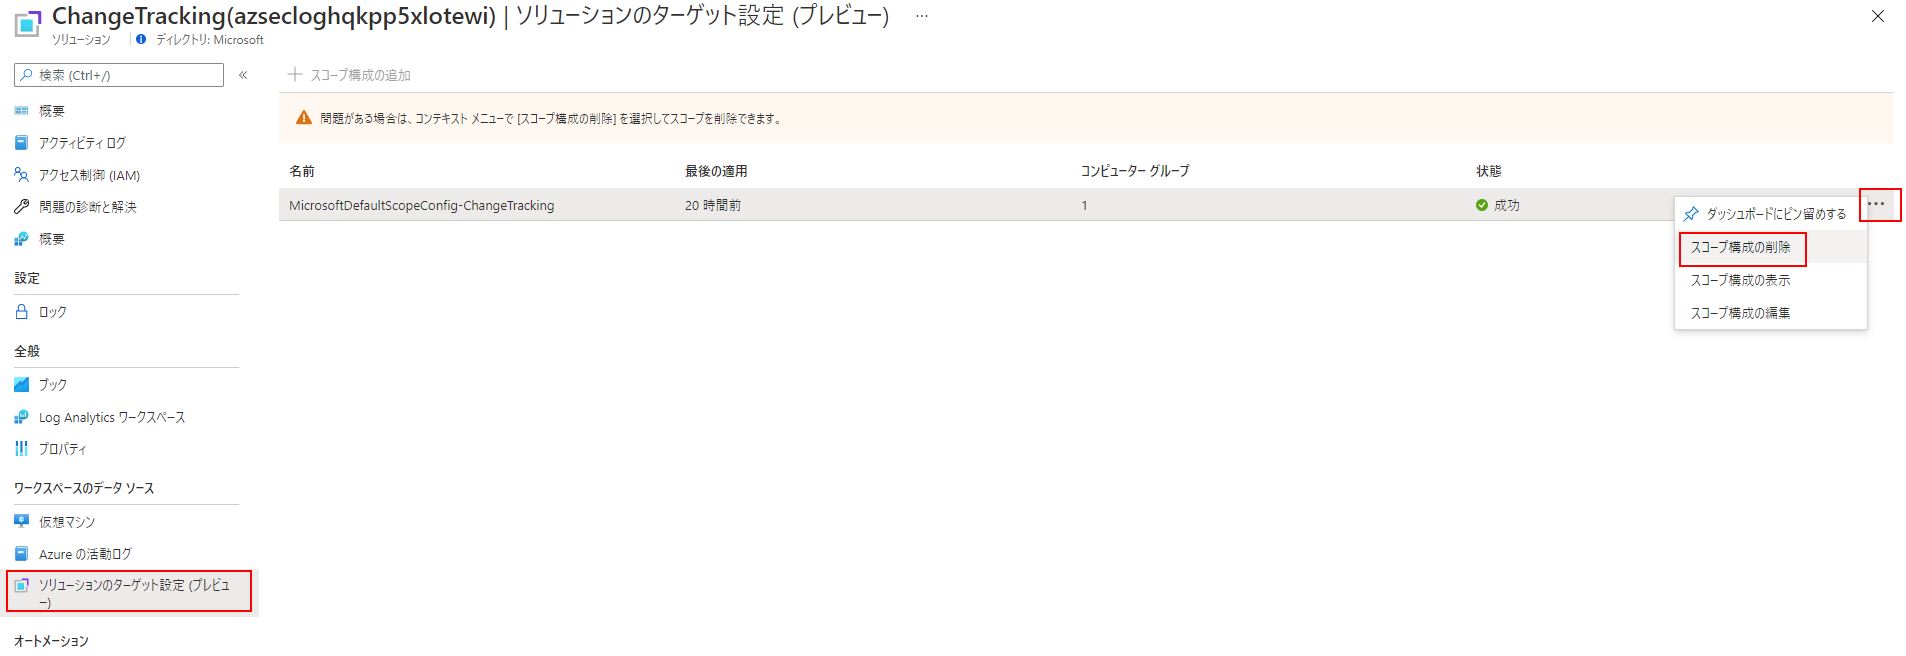 ChangeTracking(azsecloghqkpp5xlotewi) | ソリューションのターゲット設定 (プレビュー) …
ソリューション ディレクトリ: Microsoft
検索 (Ctrl+/) «
スコープ構成の追加
概要
アクティビティ ログ
アクセス制御 (IAM)
問題の診断と解決
概要
設定
ロック
全般
ブック
Log Analytics ワークスペース
プロパティ
ワークスペースのデータ ソース
仮想マシン
Azure の活動ログ
ソリューションのターゲット設定 (プレビュ
ー)
オートメーション
問題がある場合は、コンテキスト メニューで [スコープ構成の削除] を選択してスコープを削除できます。
名前 最後の適用 コンピューター グループ 状態
MicrosoftDefaultScopeConfig-ChangeTracking 20 時間前 1 成功 …
ダッシュボードにピン留めする
スコープ構成の削除
スコープ構成の表示
スコープ構成の編集